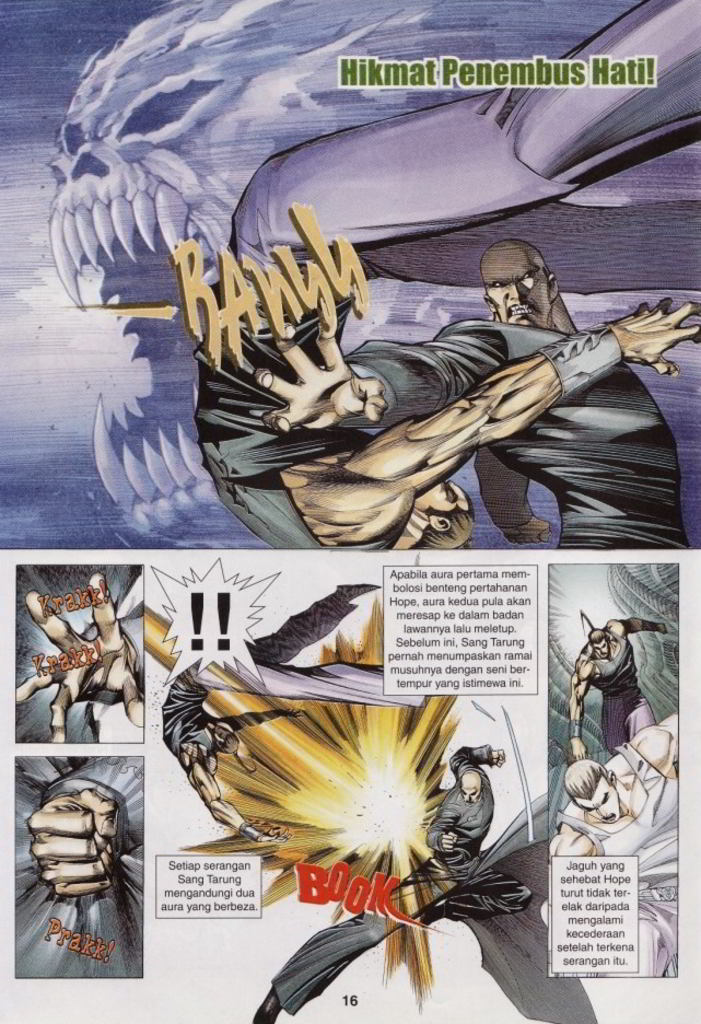 Hikmat Penembus Hati!
RANYY
Krakk!
Krakk!
!!
Apabila aura pertama mem-
bolosi benteng pertahanan
Hope, aura kedua pula akan
meresap ke dalam badan
lawannya lalu meletup.
Sebelum ini, Sang Tarung
pernah menumpaskan ramai
musuhnya dengan seni ber-
tempur yang istimewa ini.
Prakk!
Setiap serangan
Sang Tarung
mengandungi dua
aura yang berbeza.
BOOK
Jaguh yang
sehebat Hope
turut tidak ter-
elak daripada
mengalami
kecederaan
setelah terkena
serangan itu.
16